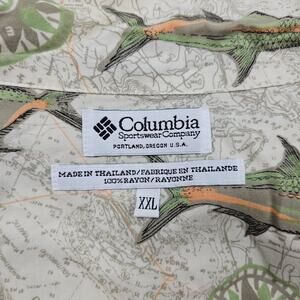 Columbia
Sportswear Company
PORTLAND, OREGON U.S.A.
MADE IN THAILAND/FABRIQUE EN THAILANDE
100% RAYON/RAYONNE
XXL